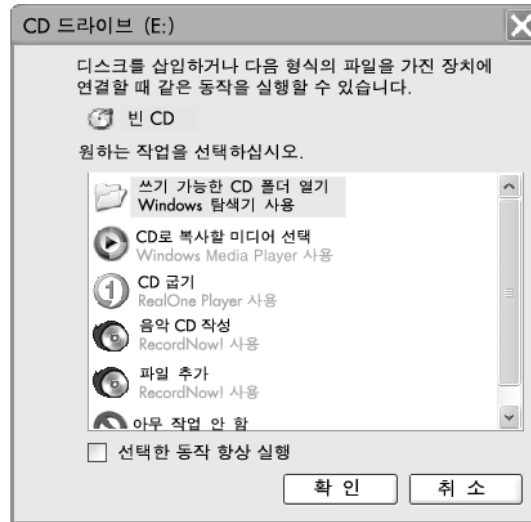 CD 드라이브 (E:)
디스크를 삽입하거나 다음 형식의 파일을 가진 장치에
연결할 때 같은 동작을 실행할 수 있습니다.
빈 CD
원하는 작업을 선택하십시오.
쓰기 가능한 CD 폴더 열기
Windows 탐색기 사용
CD로 복사할 미디어 선택
Windows Media Player 사용
CD 굽기
RealOne Player 사용
음악 CD 작성
RecordNow! 사용
파일 추가
RecordNow! 사용
아무 작업 안 함
선택한 동작 항상 실행
확 인 취 소